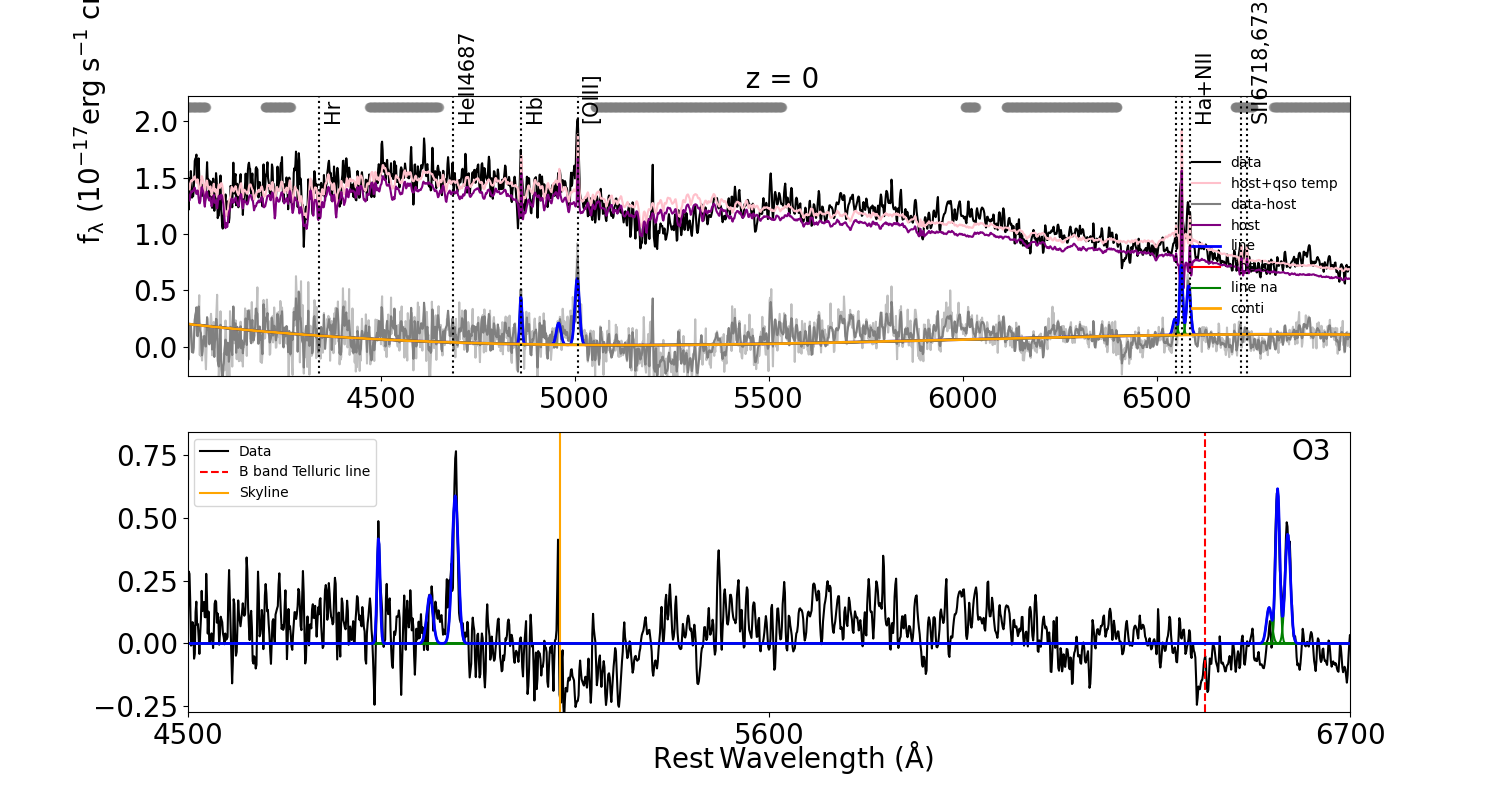 z = 0
fλ (10−17erg s−1 c
Hr
HeII4687
Hb
[OIII]
Ha+NII
SII6718,673
2.0
1.5
1.0
0.5
0.0
data
host+qso temp
data-host
host
line
line na
conti
4500
5000
5500
6000
6500
O3
Data
B band Telluric line
Skyline
0.75
0.50
0.25
0.00
−0.25
4500
5600
6700
Rest Wavelength (Å)